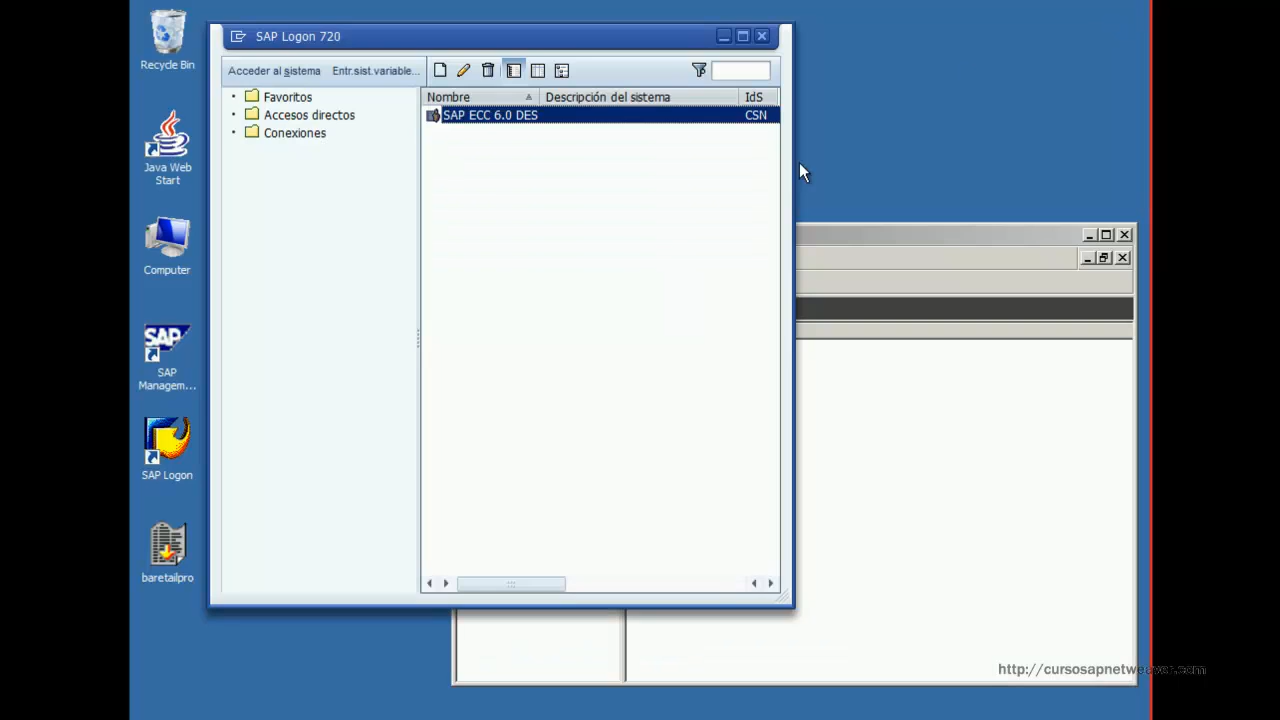 Recycle Bin
Java Web
Start
Computer
SAP
SAP
Managem...
SAP Logon
baretailpro
SAP Logon 720
Acceder al sistema Entr.sist.variable...
Favoritos
Accesos directos
Conexiones
Nombre Descripción del sistema IdS
SAP ECC 6.0 DES CSN
http://cursosapnetweaver.com